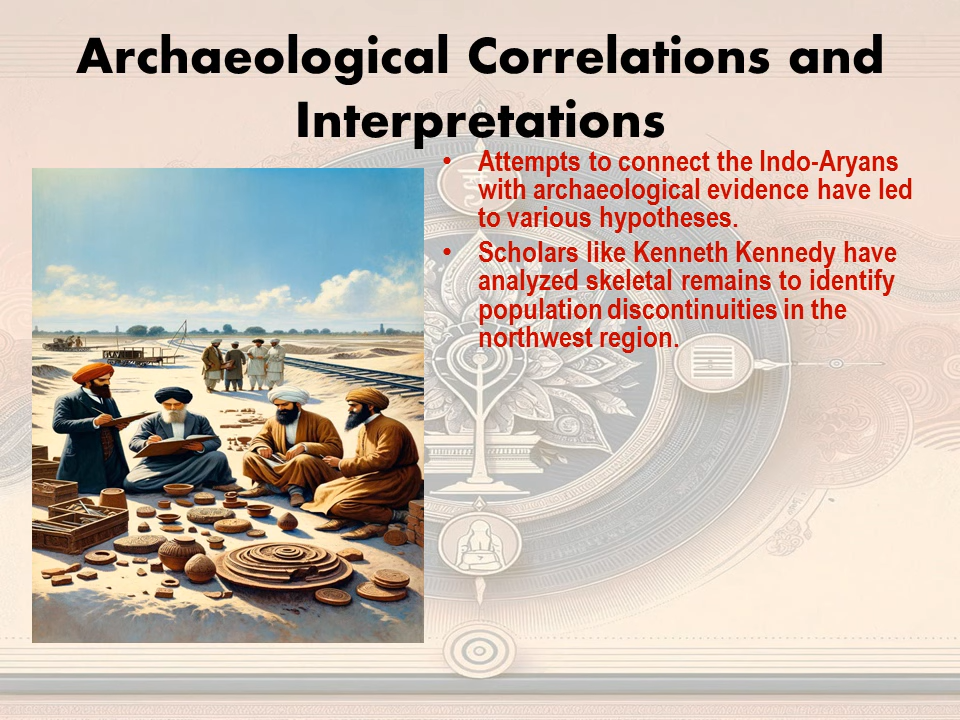 Archaeological Correlations and
Interpretations
• Attempts to connect the Indo-Aryans
with archaeological evidence have led
to various hypotheses.
• Scholars like Kenneth Kennedy have
analyzed skeletal remains to identify
population discontinuities in the
northwest region.